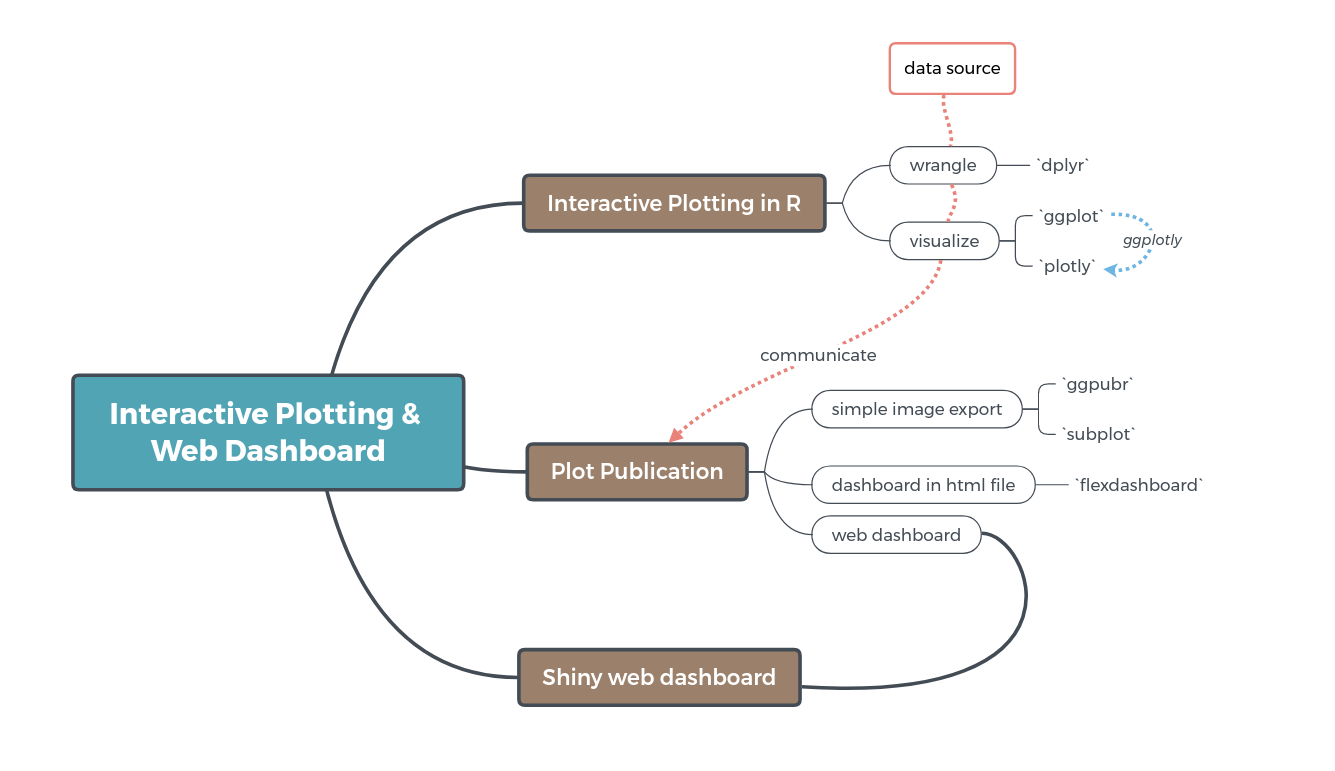 data source
wrangle
`dplyr`
Interactive Plotting in R
`ggplot`
visualize
ggplotly
`plotly`
communicate
Interactive Plotting &
Web Dashboard
simple image export
`ggpubr`
`subplot`
Plot Publication
dashboard in html file
`flexdashboard`
web dashboard
Shiny web dashboard